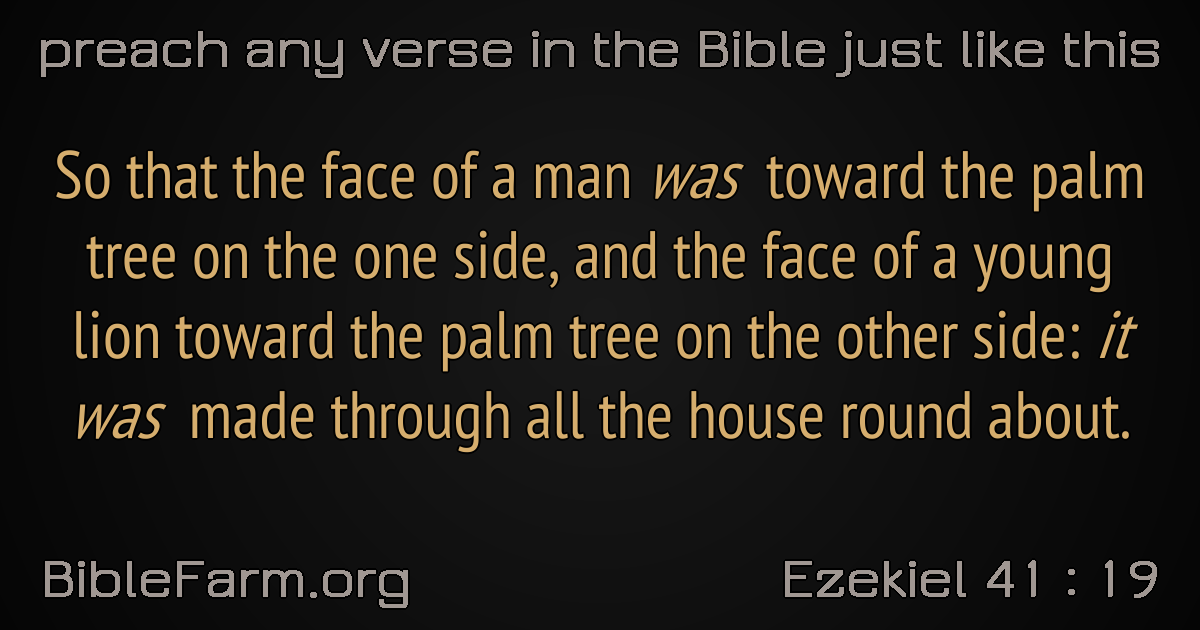 preach any verse in the Bible just like this
So that the face of a man was toward the palm
tree on the one side, and the face of a young
lion toward the palm tree on the other side: it
was made through all the house round about.
BibleFarm.org
Ezekiel 41 : 19